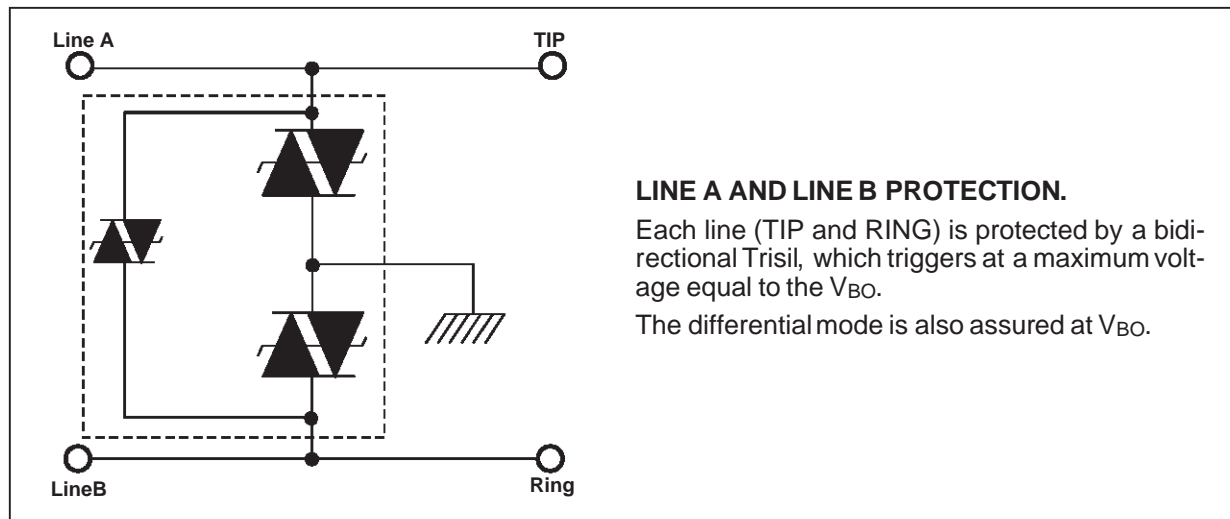 Line A
TIP
LINE A AND LINE B PROTECTION.
Each line (TIP and RING) is protected by a bidi-
rectional Trisil, which triggers at a maximum volt-
age equal to the VBO.
The differential mode is also assured at VBO.
LineB
Ring